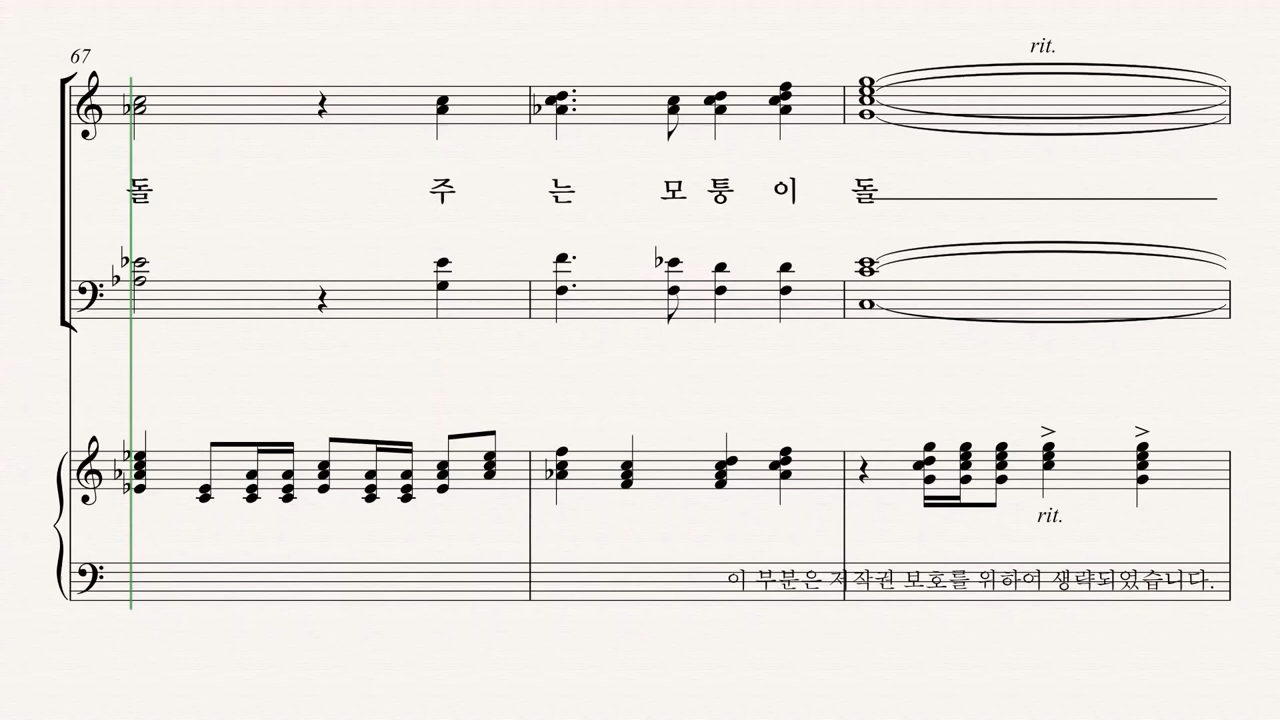 67
rit.
돌 주 는 모 퉁 이 돌
rit.
이 부분은 저작권 보호를 위하여 생략되었습니다.